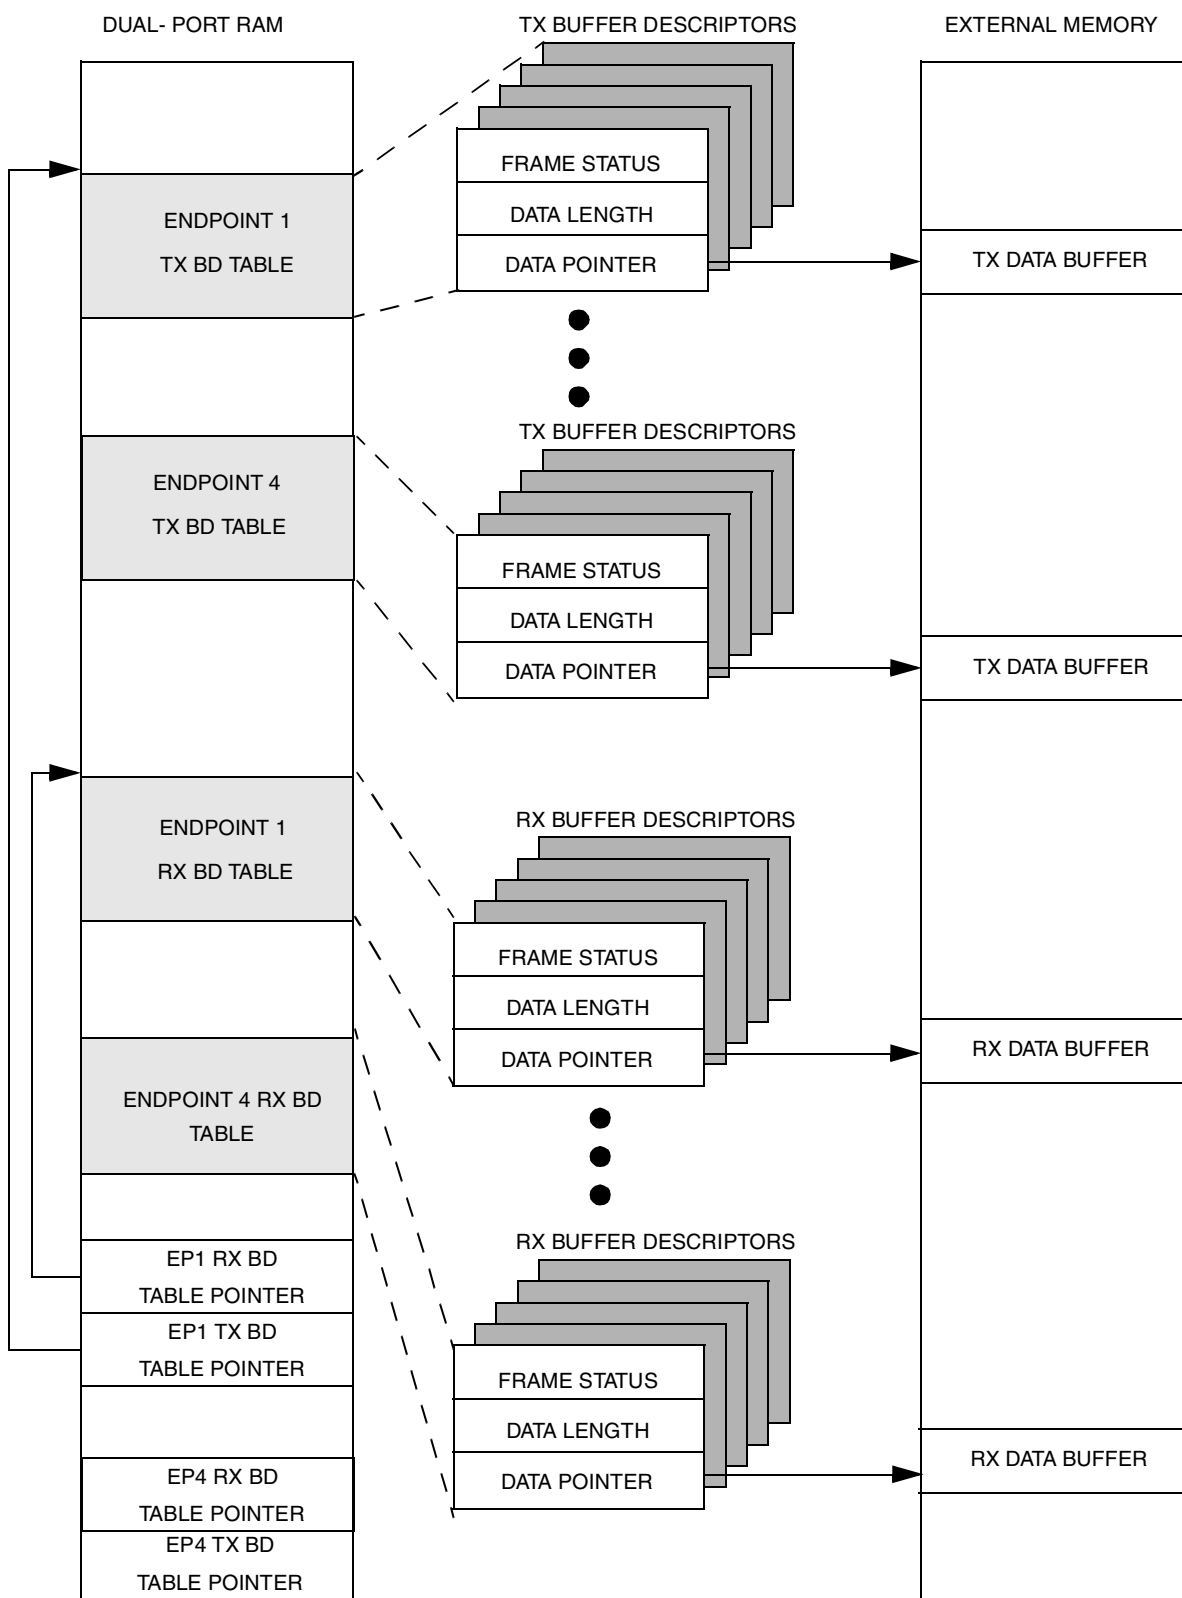 DUAL- PORT RAM
TX BUFFER DESCRIPTORS
EXTERNAL MEMORY
FRAME STATUS
DATA LENGTH
DATA POINTER
ENDPOINT 1
TX BD TABLE
TX DATA BUFFER
TX BUFFER DESCRIPTORS
ENDPOINT 4
TX BD TABLE
FRAME STATUS
DATA LENGTH
DATA POINTER
TX DATA BUFFER
ENDPOINT 1
RX BD TABLE
RX BUFFER DESCRIPTORS
FRAME STATUS
DATA LENGTH
DATA POINTER
RX DATA BUFFER
ENDPOINT 4 RX BD
TABLE
RX BUFFER DESCRIPTORS
EP1 RX BD
TABLE POINTER
EP1 TX BD
TABLE POINTER
FRAME STATUS
DATA LENGTH
DATA POINTER
RX DATA BUFFER
EP4 RX BD
TABLE POINTER
EP4 TX BD
TABLE POINTER